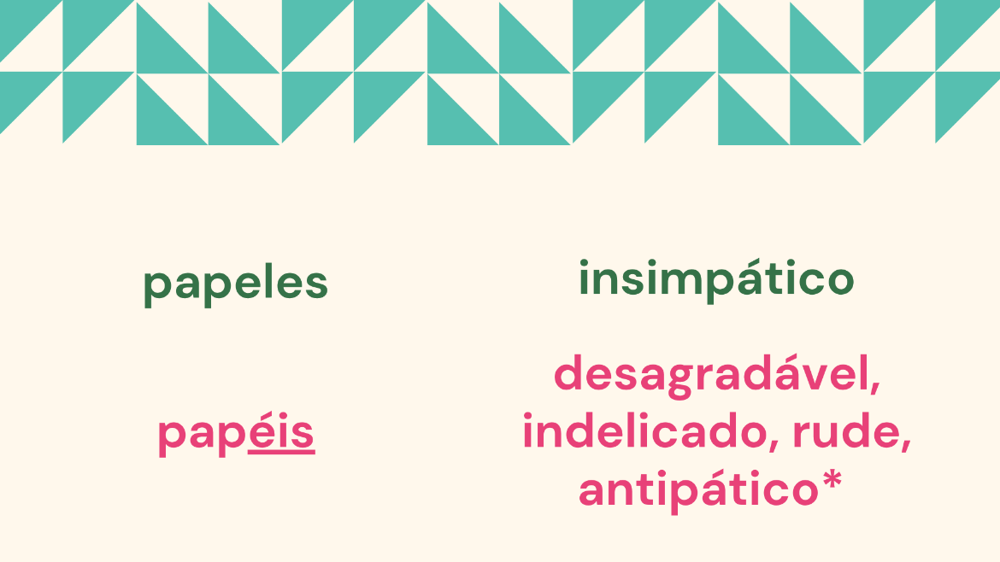 papeles
papéis
insimpático
desagradável,
indelicado, rude,
antipático*